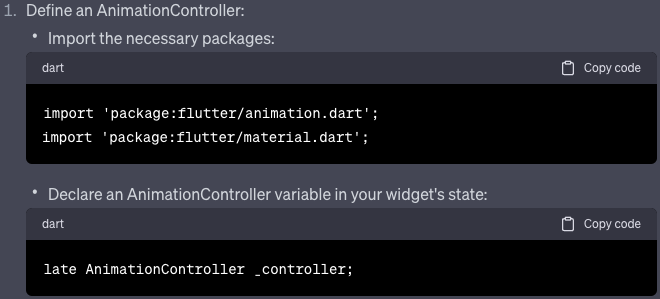 1. Define an AnimationController:
• Import the necessary packages:
dart Copy code
import 'package:flutter/animation.dart';
import 'package:flutter/material.dart';
• Declare an AnimationController variable in your widget's state:
dart Copy code
late AnimationController _controller;